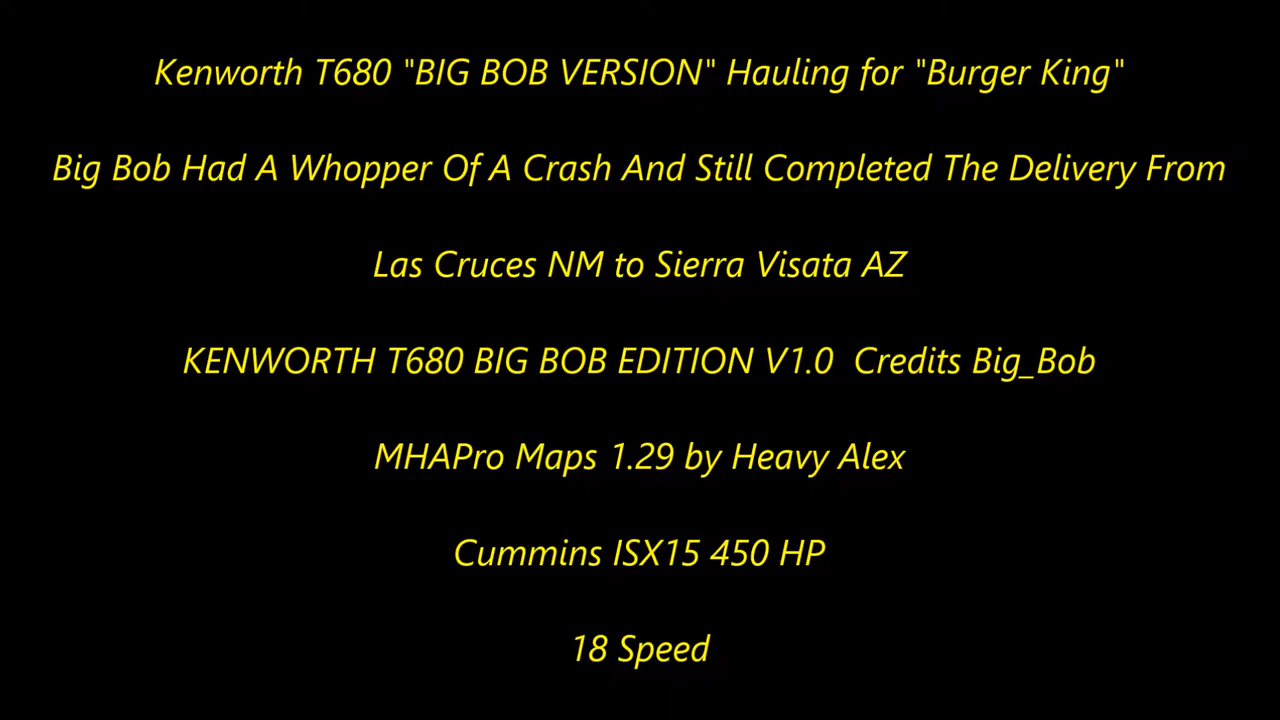 Kenworth T680 "BIG BOB VERSION" Hauling for "Burger King"
Big Bob Had A Whopper Of A Crash And Still Completed The Delivery From
Las Cruces NM to Sierra Visata AZ
KENWORTH T680 BIG BOB EDITION V1.0  Credits Big_Bob
MHAPro Maps 1.29 by Heavy Alex
Cummins ISX15 450 HP
18 Speed